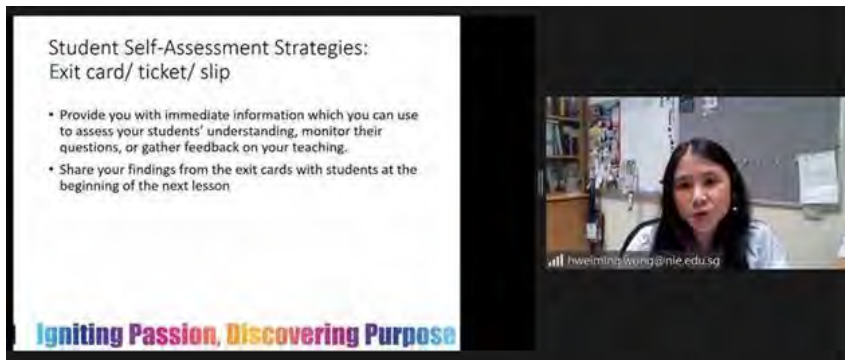 Student Self-Assessment Strategies:
Exit card/ ticket/ slip
• Provide you with immediate information which you can use
to assess your students' understanding, monitor their
questions, or gather feedback on your teaching.
• Share your findings from the exit cards with students at the
beginning of the next lesson
Igniting Passion, Discovering Purpose
hweiming.wong@nie.edu.sg